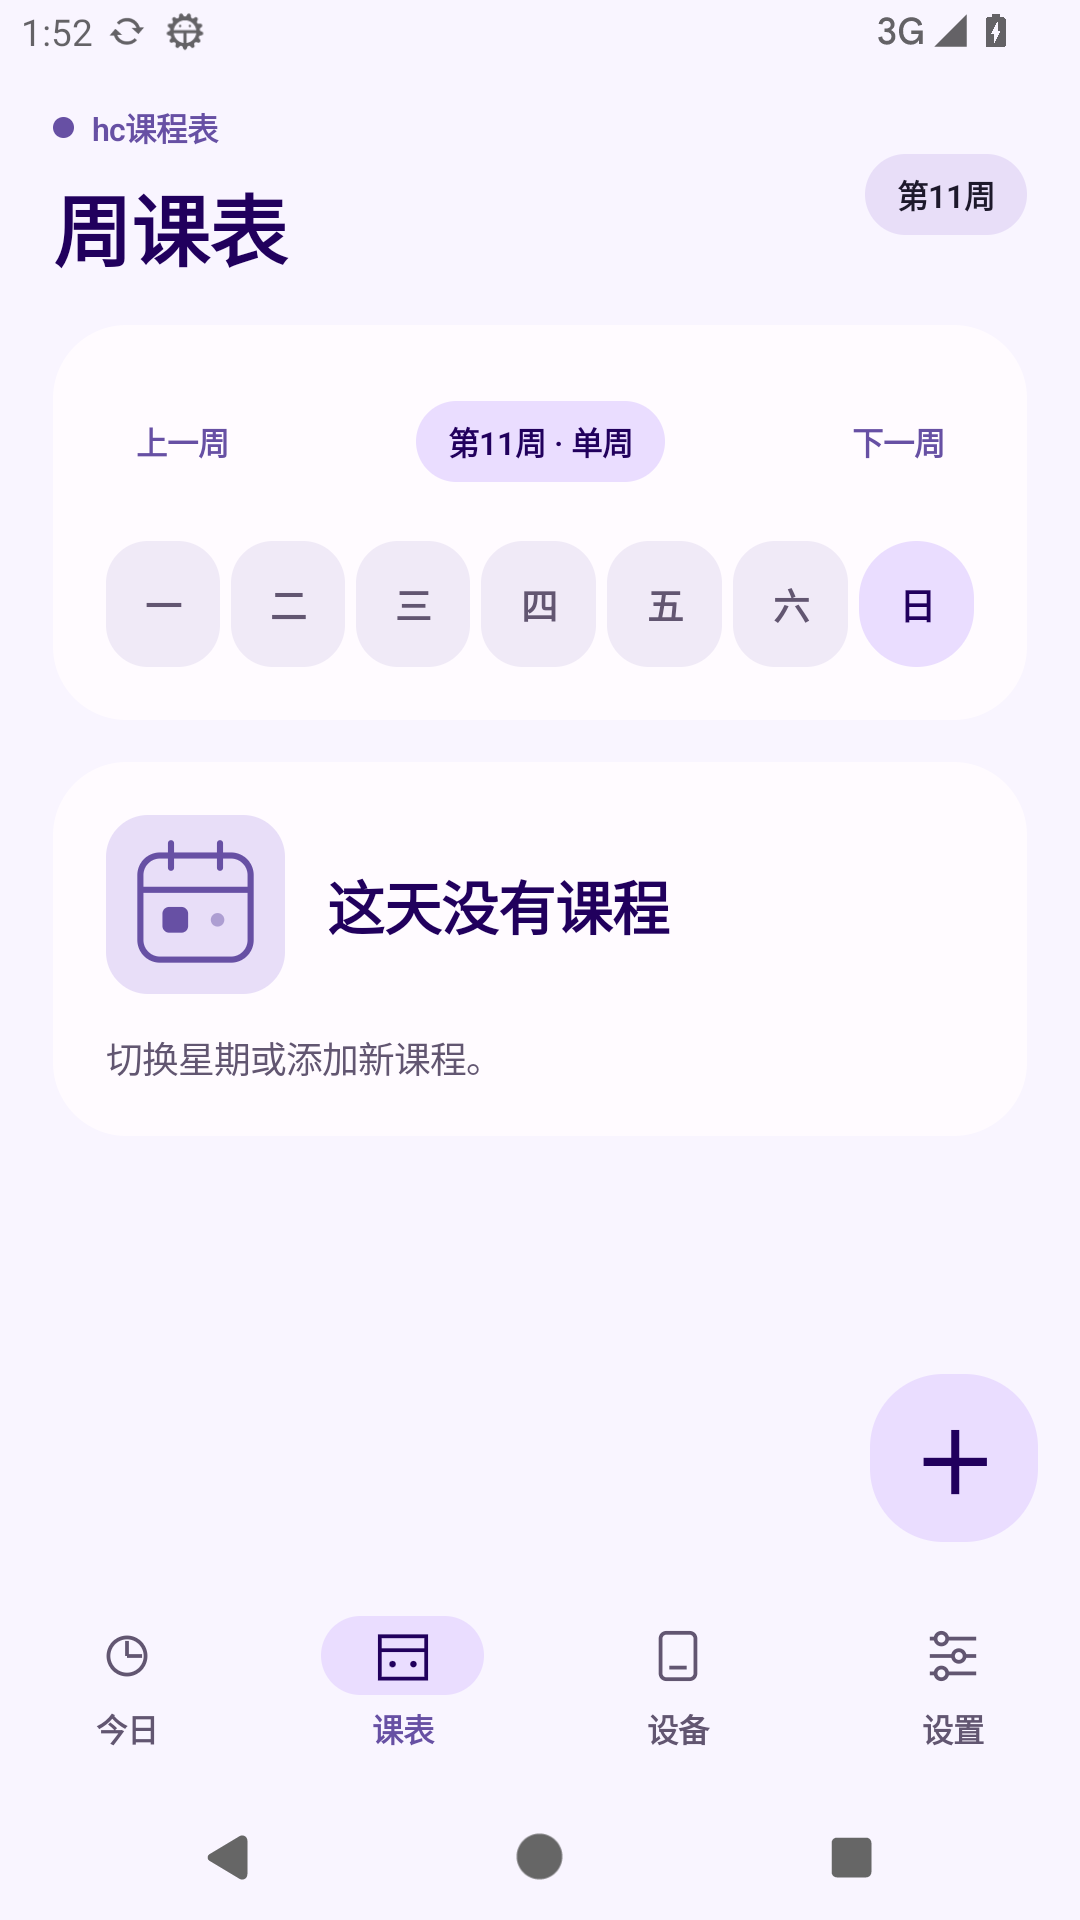 1:52 3G
hc课程表
周课表
第11周
上一周 第11周 · 单周 下一周
一 二 三 四 五 六 日
这天没有课程
切换星期或添加新课程。
今日 课表 设备 设置